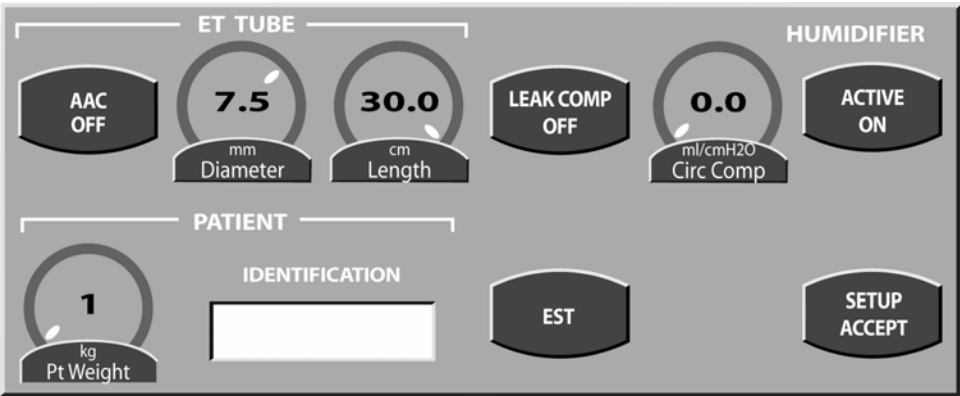 ET TUBE
HUMIDIFIER
AAC
OFF
7.5
mm
Diameter
30.0
cm
Length
LEAK COMP
OFF
0.0
ml/cmH2O
Circ Comp
ACTIVE
ON
PATIENT
1
kg
Pt Weight
IDENTIFICATION
EST
SETUP
ACCEPT